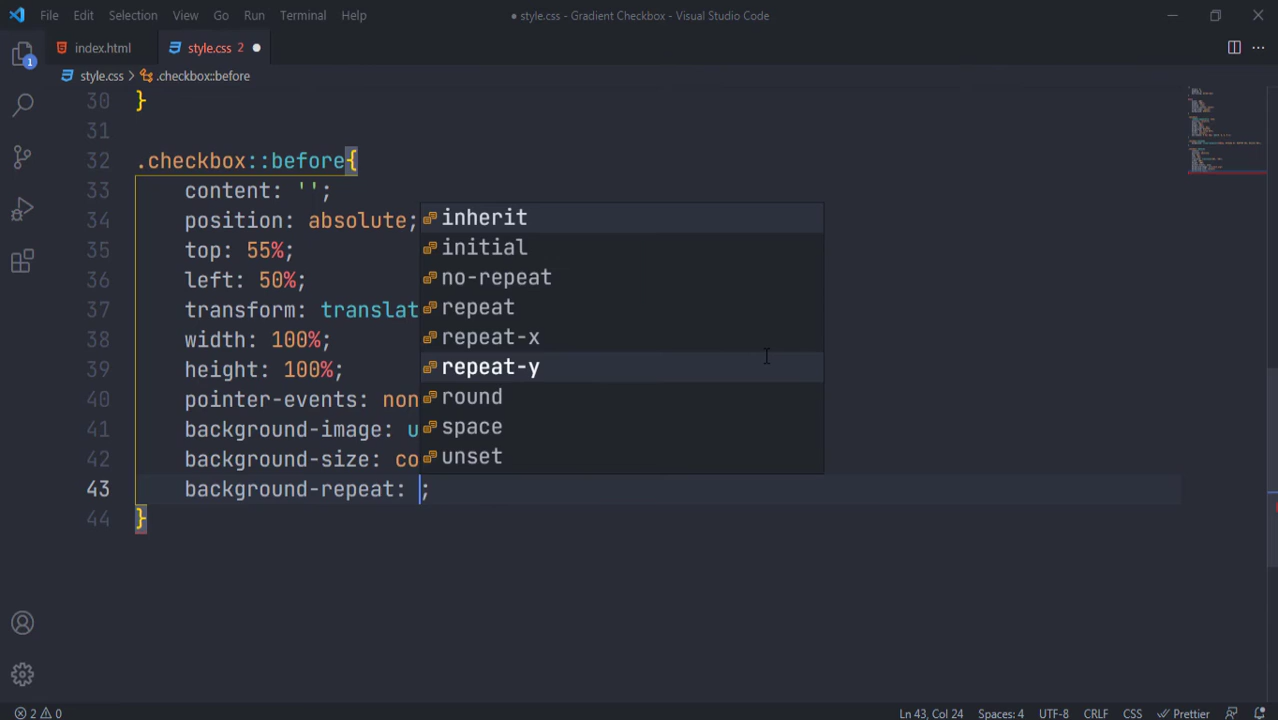 File Edit Selection View Go Run Terminal Help
● style.css - Gradient Checkbox - Visual Studio Code
index.html
style.css 2 ●
style.css > .checkbox::before
1
30 }
31
32 .checkbox::before{
33 content: '';
34 position: absolute;
35 top: 55%;
36 left: 50%;
37 transform: translat
38 width: 100%;
39 height: 100%;
40 pointer-events: non
41 background-image: u
42 background-size: co
43 background-repeat: ;
44 }
inherit
initial
no-repeat
repeat
repeat-x
repeat-y
round
space
unset
2 0
Ln 43, Col 24 Spaces: 4 UTF-8 CRLF CSS Prettier